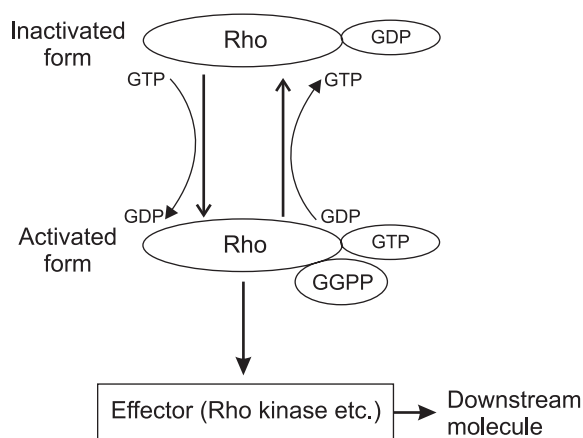 Inactivated
form
Rho
GDP
GTP
GTP
GDP
GDP
Activated
form
Rho
GTP
GGPP
Effector (Rho kinase etc.)
Downstream
molecule